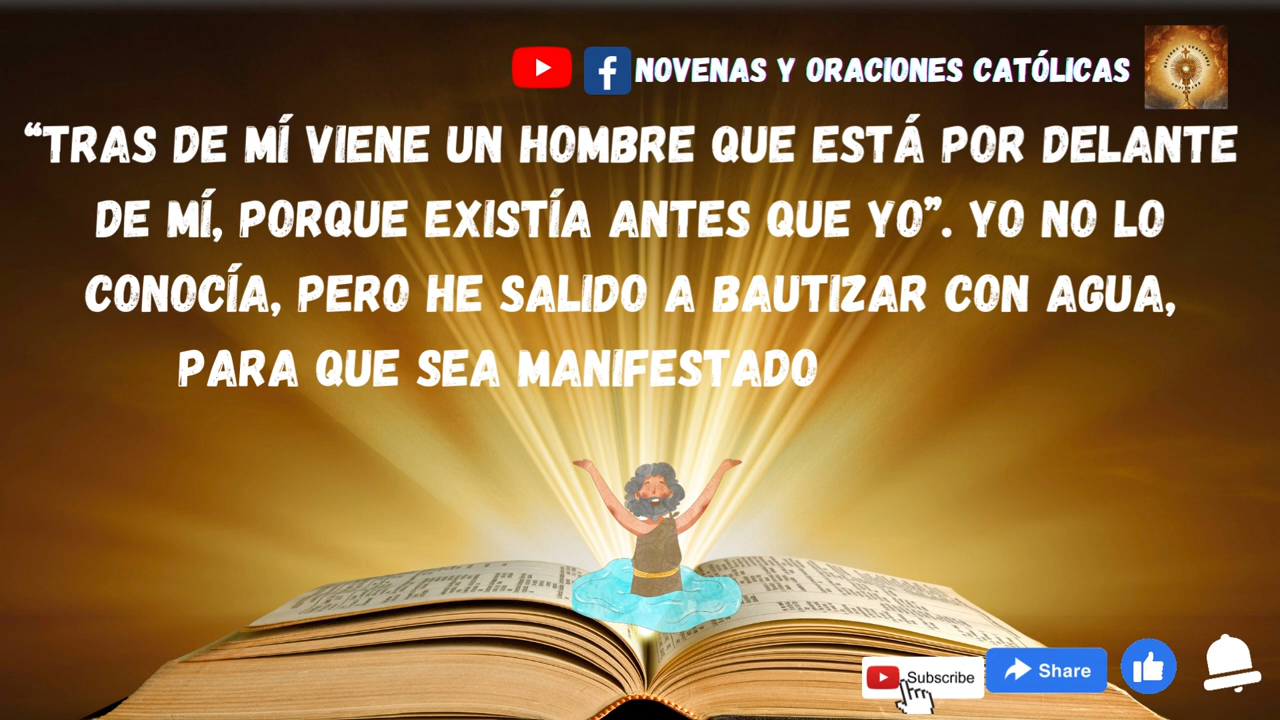 NOVENAS Y ORACIONES CATÓLICAS
“TRAS DE MÍ VIENE UN HOMBRE QUE ESTÁ POR DELANTE
DE MÍ, PORQUE EXISTÍA ANTES QUE YO”. YO NO LO
CONOCÍA, PERO HE SALIDO A BAUTIZAR CON AGUA,
PARA QUE SEA MANIFESTADO
Subscribe
Share